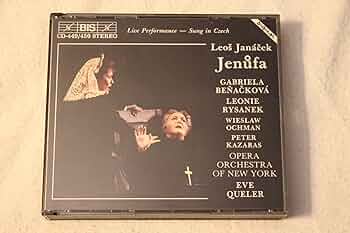 BIS
CD-449/450 STEREO
Live Performance — Sung in Czech
Leoš Janáček
Jenůfa
GABRIELA
BEŇAČKOVÁ
LEONIE
RYSANEK
WIESŁAW
OCHMAN
PETER
KAZARAS
OPERA
ORCHESTRA
OF NEW YORK
EVE
QUELER